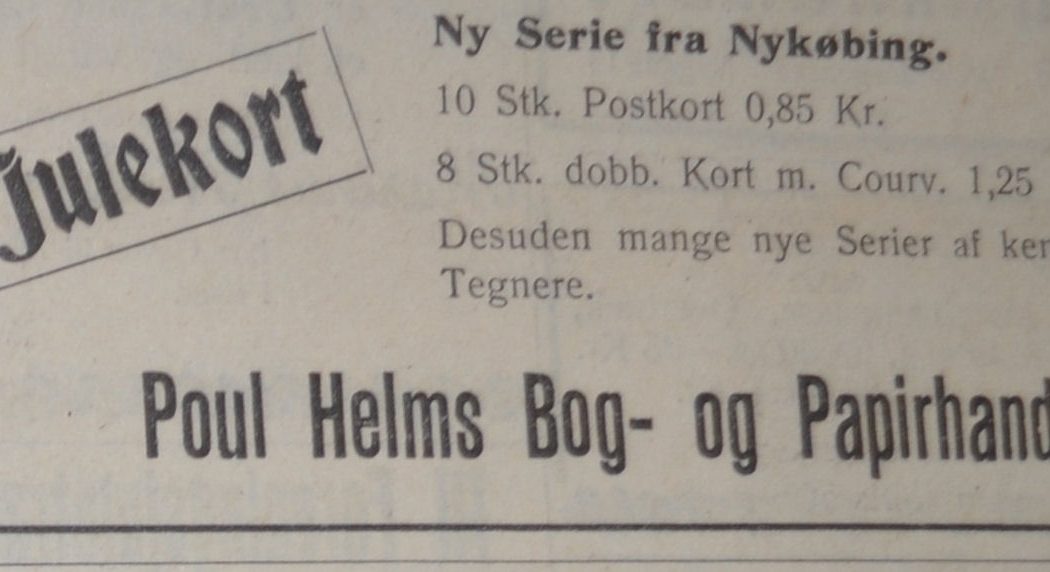 Julekort
Ny Serie fra Nykøbing.
10 Stk. Postkort 0,85 Kr.
8 Stk. dobb. Kort m. Courv. 1,25
Desuden mange nye Serier af
Tegnere.
Poul Helms Bog- og